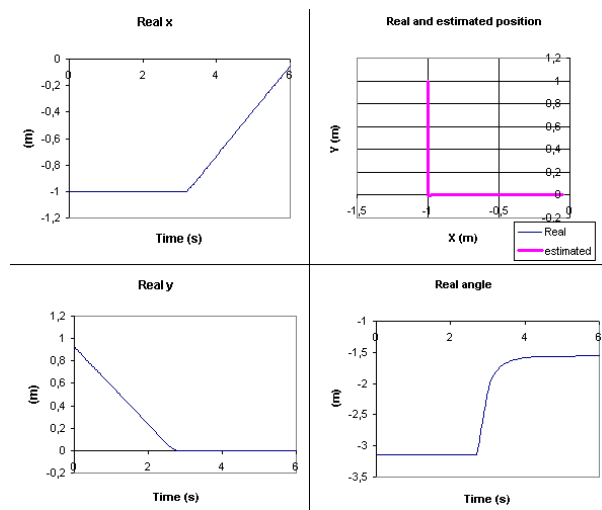 Real x
0
0 2 4 6
-0,2
-0,4
-0,6
-0,8
-1
-1,2
(m)
Time (s)
Real and estimated position
1,2
1
0,8
0,6
0,4
0,2
0
-0,2
-1,5 -1 -0,5 0
Y (m)
X (m)
Real
estimated
Real y
1,2
1
0,8
0,6
0,4
0,2
0
-0,2
0 2 4 6
(m)
Time (s)
Real angle
-1
0 2 4 6
-1,5
-2
-2,5
-3
-3,5
(m)
Time (s)